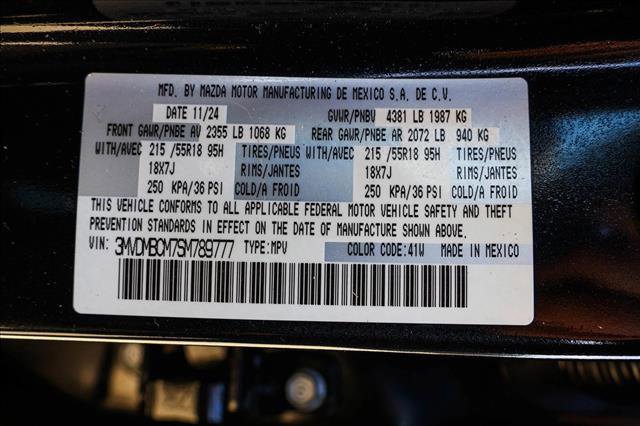 MFD. BY MAZDA MOTOR MANUFACTURING DE MEXICO S.A. DE C.V.
DATE 11/24 GVWR/PNBV 4381 LB 1987 KG
FRONT GAWR/PNBE AV 2355 LB 1068 KG REAR GAWR/PNBE AR 2072 LB 940 KG
WITH/AVEC 215 /55R18 95H TIRES/PNEUS WITH/AVEC 215 /55R18 95H TIRES/PNEUS
18X7J RIMS/JANTES 18X7J RIMS/JANTES
250 KPA/36 PSI COLD/A FROID 250 KPA/36 PSI COLD/A FROID
THIS VEHICLE CONFORMS TO ALL APPLICABLE FEDERAL MOTOR VEHICLE SAFETY AND THEFT
PREVENTION STANDARDS IN EFFECT ON THE DATE OF MANUFACTURE SHOWN ABOVE.
VIN: 3MVDMBCM7SM789777 TYPE:MPV COLOR CODE:41W MADE IN MEXICO